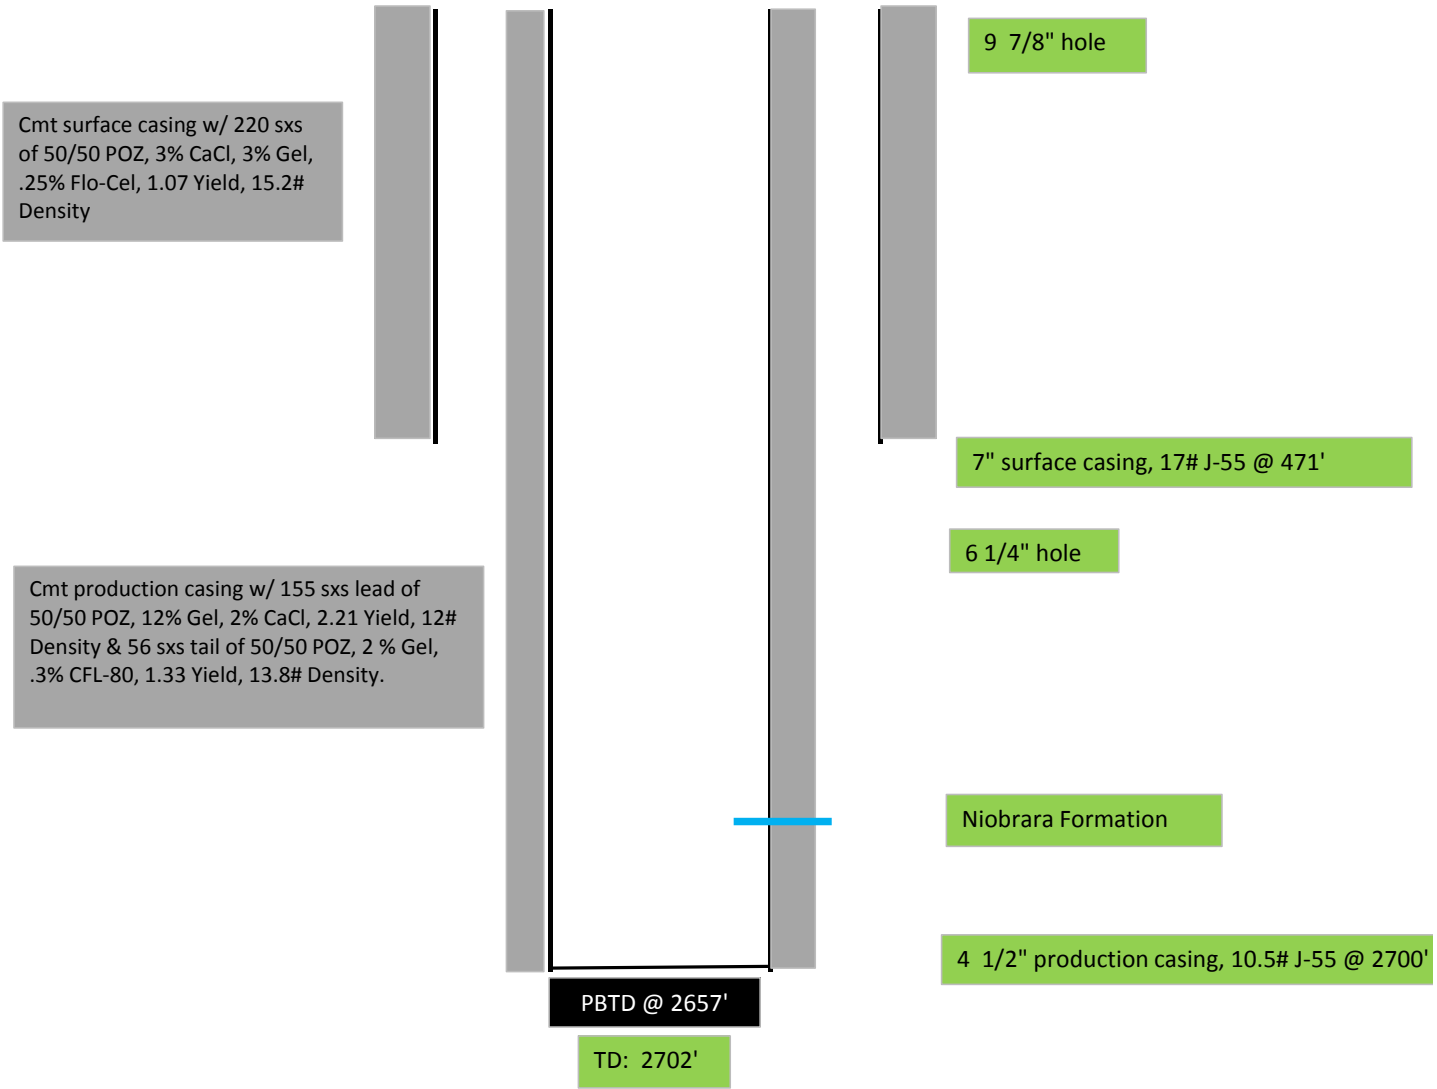 9 7/8" hole
Cmt surface casing w/ 220 sxs
of 50/50 POZ, 3% CaCl, 3% Gel,
.25% Flo-Cel, 1.07 Yield, 15.2#
Density
7" surface casing, 17# J-55 @ 471'
6 1/4" hole
Cmt production casing w/ 155 sxs lead of
50/50 POZ, 12% Gel, 2% CaCl, 2.21 Yield, 12#
Density & 56 sxs tail of 50/50 POZ, 2 % Gel,
.3% CFL-80, 1.33 Yield, 13.8# Density.
Niobrara Formation
4 1/2" production casing, 10.5# J-55 @ 2700'
PBTD @ 2657'
TD: 2702'